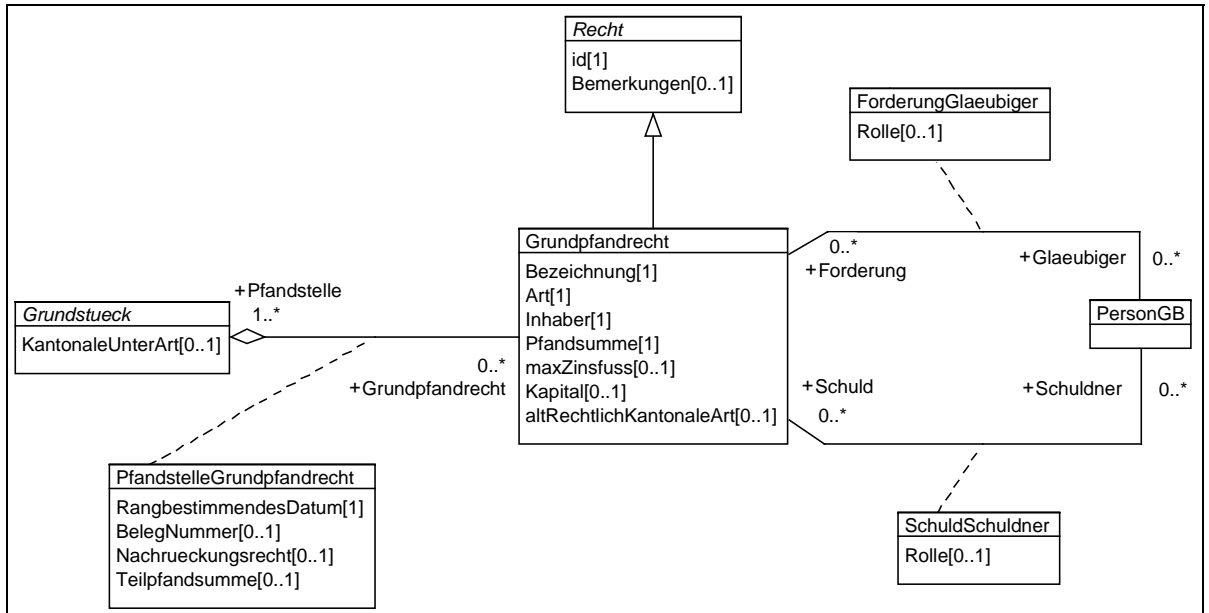 Recht
id[1]
Bemerkungen[0..1]
ForderungGlaeubiger
Rolle[0..1]
Grundpfandrecht
Bezeichnung[1]
Art[1]
Inhaber[1]
Pfandsumme[1]
maxZinsfuss[0..1]
Kapital[0..1]
altRechtlichKantonaleArt[0..1]
0..*
+Forderung
+Glaeubiger
0..*
+Pfandstelle
1..*
Grundstueck
KantonaleUnterArt[0..1]
PersonGB
0..*
+Grundpfandrecht
+Schuld
0..*
+Schuldner
0..*
PfandstelleGrundpfandrecht
RangbestimmendesDatum[1]
BelegNummer[0..1]
Nachrueckungsrecht[0..1]
Teilpfandsumme[0..1]
SchuldSchuldner
Rolle[0..1]